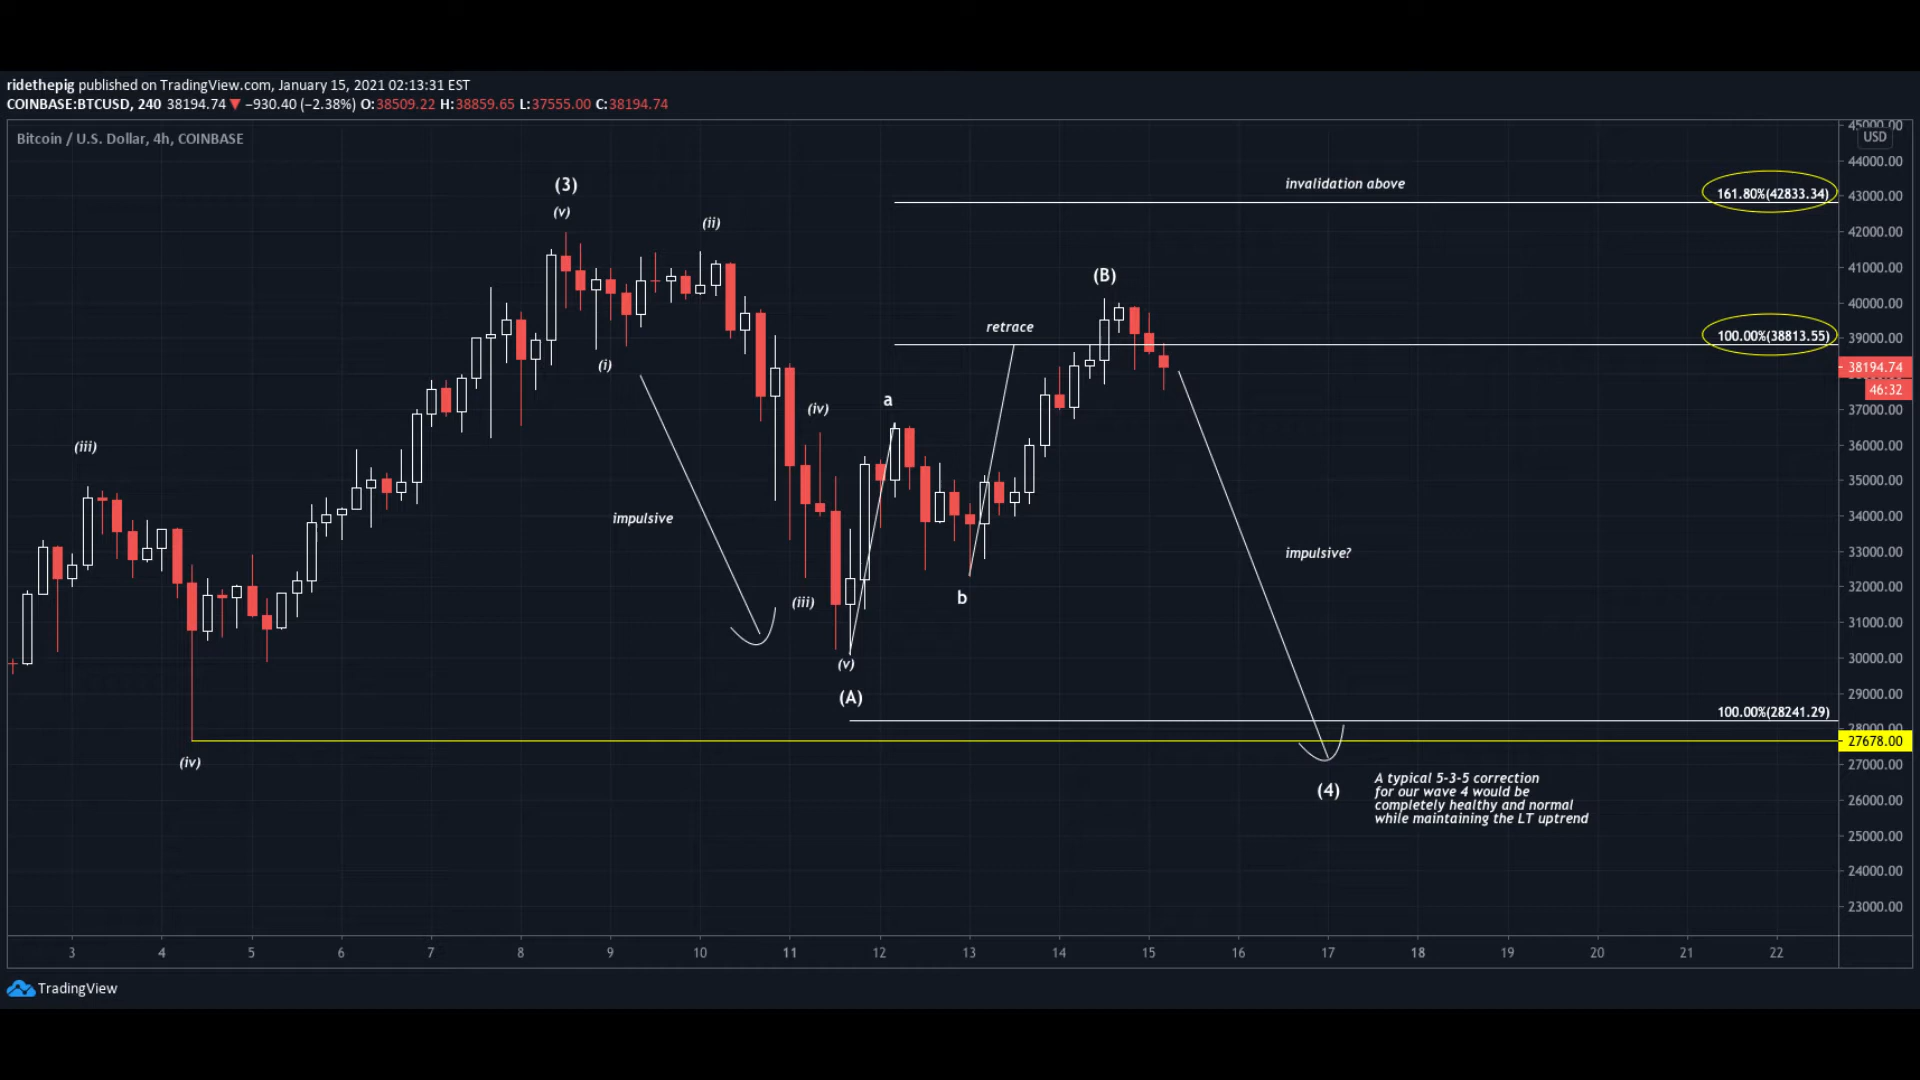 ridethepig published on TradingView.com, January 15, 2021 02:13:31 EST
COINBASE:BTCUSD, 240 38194.74 ▼ −930.40 (−2.38%) O:38509.22 H:38859.65 L:37555.00 C:38194.74
Bitcoin / U.S. Dollar, 4h, COINBASE
45000.00
USD
44000.00
(3)
invalidation above
161.80%(42833.34)
43000.00
(v)
(ii)
42000.00
41000.00
(B)
40000.00
retrace
100.00%(38813.55)
39000.00
(i)
38194.74
46:32
a
(iv)
37000.00
(iii)
36000.00
35000.00
impulsive
34000.00
impulsive?
33000.00
32000.00
b
(iii)
31000.00
(v)
30000.00
(A)
29000.00
100.00%(28241.29)
28000.00
27678.00
(iv)
27000.00
(4)
A typical 5-3-5 correction
for our wave 4 would be
completely healthy and normal
while maintaining the LT uptrend
26000.00
25000.00
24000.00
23000.00
3 4 5 6 7 8 9 10 11 12 13 14 15 16 17 18 19 20 21 22
TradingView